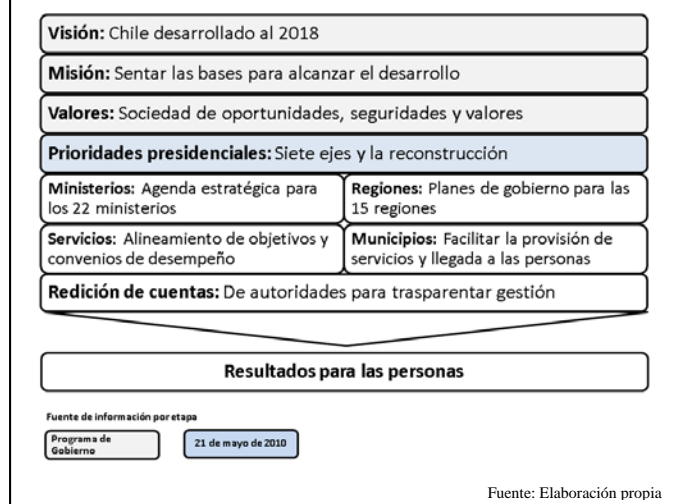 Visión: Chile desarrollado al 2018
Misión: Sentar las bases para alcanzar el desarrollo
Valores: Sociedad de oportunidades, seguridades y valores
Prioridades presidenciales: Siete ejes y la reconstrucción
Ministerios: Agenda estratégica para
los 22 ministerios
Regiones: Planes de gobierno para las
15 regiones
Servicios: Alineamiento de objetivos y
convenios de desempeño
Municipios: Facilitar la provisión de
servicios y llegada a las personas
Redición de cuentas: De autoridades para trasparentar gestión
Resultados para las personas
Fuente de información por etapa
Programa de
Gobierno
21 de mayo de 2010
Fuente: Elaboración propia